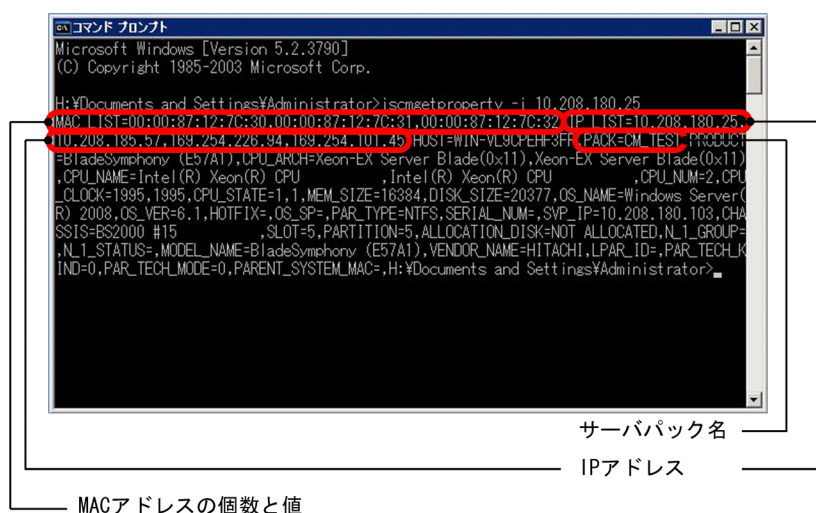 コマンド プロンプト
Microsoft Windows [Version 5.2.3790]
(C) Copyright 1985-2003 Microsoft Corp.
H:¥Documents and Settings¥Administrator>iscmgetproperty -i 10.208.180.25
MAC_LIST=00:00:87:12:7C:30,00:00:87:12:7C:31,00:00:87:12:7C:32,IP_LIST=10.208.180.25,
10.208.185.57,169.254.226.94,169.254.101.45,HOST=WIN-VL9CPEHF3FR,PACK=CM_TEST,PRODUCT
=BladeSymphony (E57A1),CPU_ARCH=Xeon-EX Server Blade(0x11),Xeon-EX Server Blade(0x11)
,CPU_NAME=Intel(R) Xeon(R) CPU ,Intel(R) Xeon(R) CPU ,CPU_NUM=2,CPU
_CLOCK=1995,1995,CPU_STATE=1,1,MEM_SIZE=16384,DISK_SIZE=20377,OS_NAME=Windows Server(
R) 2008,OS_VER=6.1,HOTFIX=,OS_SP=,PAR_TYPE=NTFS,SERIAL_NUM=,SVP_IP=10.208.180.103,CHA
SSIS=BS2000 #15 ,SLOT=5,PARTITION=5,ALLOCATION_DISK=NOT ALLOCATED,N_1_GROUP=
,N_1_STATUS=,MODEL_NAME=BladeSymphony (E57A1),VENDOR_NAME=HITACHI,LPAR_ID=,PAR_TECH_K
IND=0,PAR_TECH_MODE=0,PARENT_SYSTEM_MAC=,H:¥Documents and Settings¥Administrator>_
サーバパック名
IPアドレス
MACアドレスの個数と値